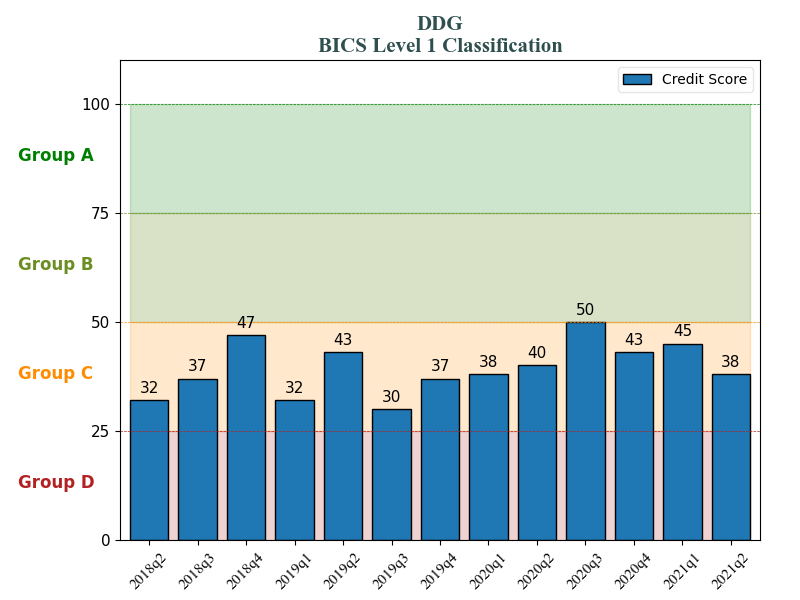 DDG
BICS Level 1 Classification
Credit Score
100
Group A
75
Group B
50
50
47
45
43
43
40
38
38
37
37
Group C
32
32
30
25
Group D
0
2018q2 2018q3 2018q4 2019q1 2019q2 2019q3 2019q4 2020q1 2020q2 2020q3 2020q4 2021q1 2021q2